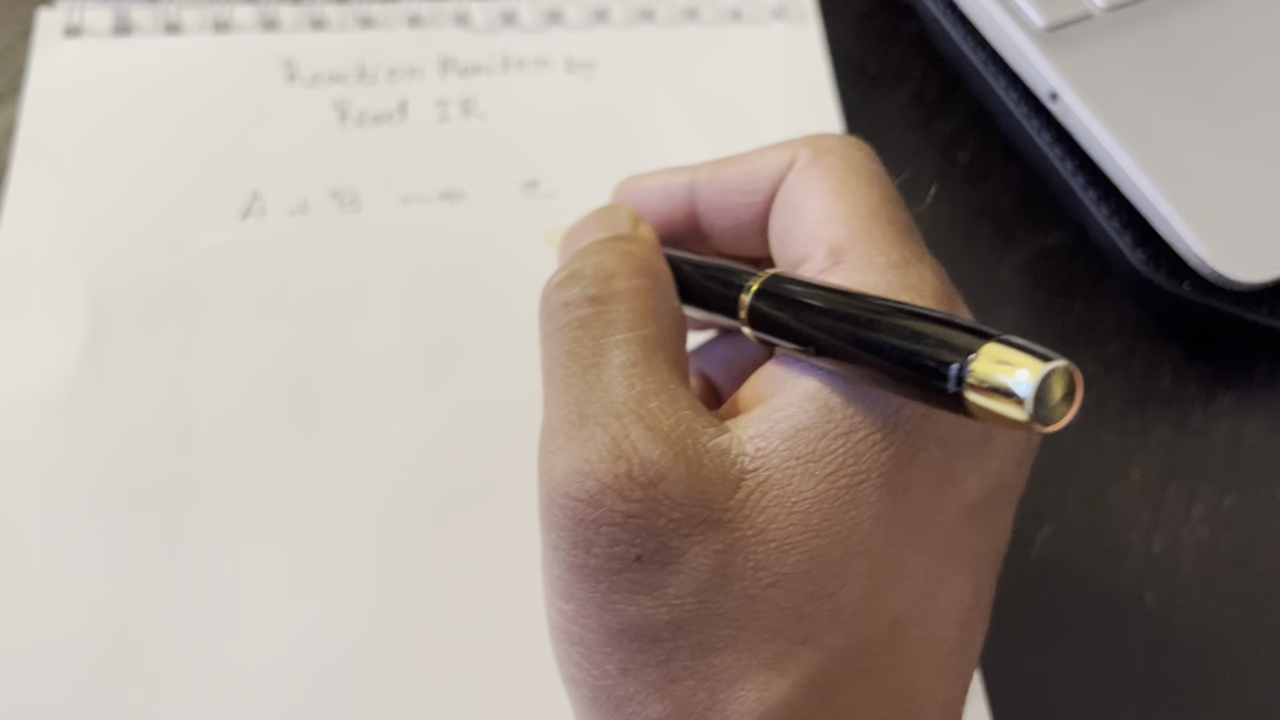 Reaction Monitor by
React IR
A + B → C